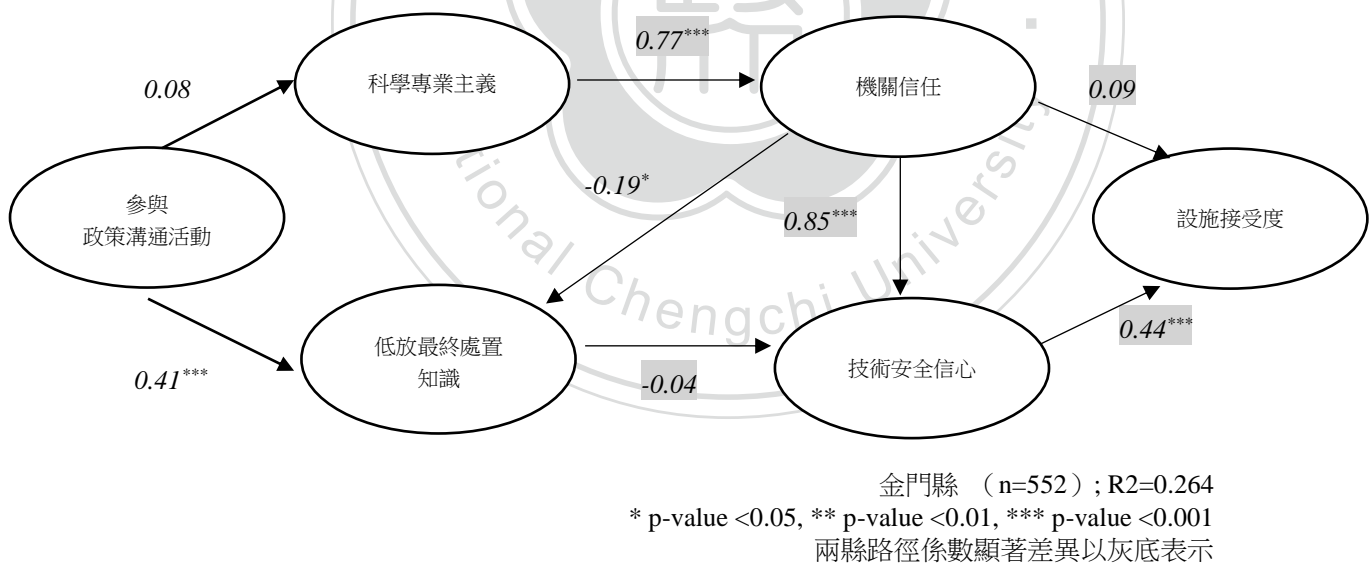 0.77***
科學專業主義
機關信任
0.08
0.09
參與
政策溝通活動
-0.19*
0.85***
設施接受度
tional Chengchi University
低放最終處置
知識
技術安全信心
0.41***
-0.04
0.44***
金門縣 （n=552）; R2=0.264
* p-value <0.05, ** p-value <0.01, *** p-value <0.001
兩縣路徑係數顯著差異以灰底表示